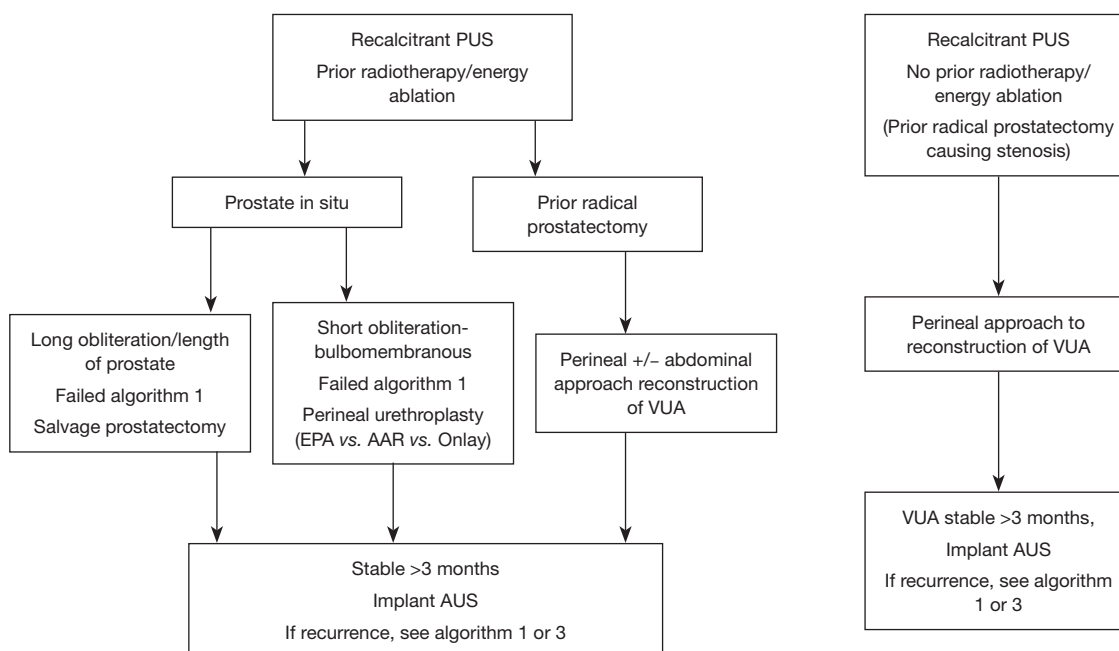 Recalcitrant PUS
Prior radiotherapy/energy
ablation
Prostate in situ
Prior radical
prostatectomy
Long obliteration/length
of prostate
Failed algorithm 1
Salvage prostatectomy
Short obliteration-
bulbomembranous
Failed algorithm 1
Perineal urethroplasty
(EPA vs. AAR vs. Onlay)
Perineal +/− abdominal
approach reconstruction
of VUA
Stable >3 months
Implant AUS
If recurrence, see algorithm 1 or 3
Recalcitrant PUS
No prior radiotherapy/
energy ablation
(Prior radical prostatectomy
causing stenosis)
Perineal approach to
reconstruction of VUA
VUA stable >3 months,
Implant AUS
If recurrence, see algorithm
1 or 3